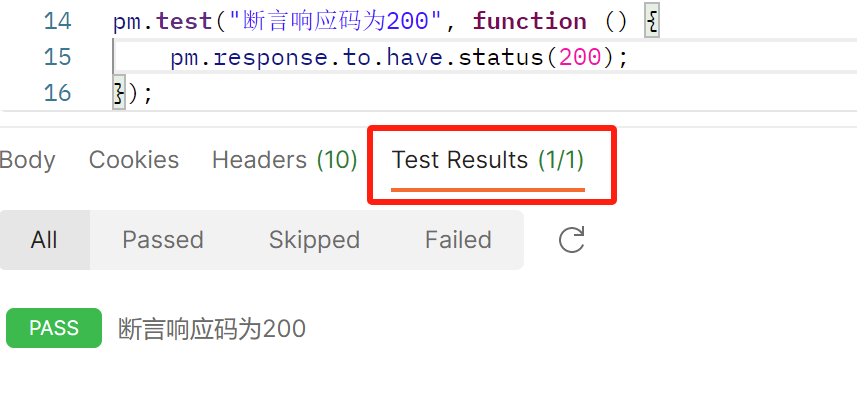 14 pm.test("断言响应码为200", function () {
15 pm.response.to.have.status(200);
16 });
Body Cookies Headers (10) Test Results (1/1)
All Passed Skipped Failed
PASS 断言响应码为200